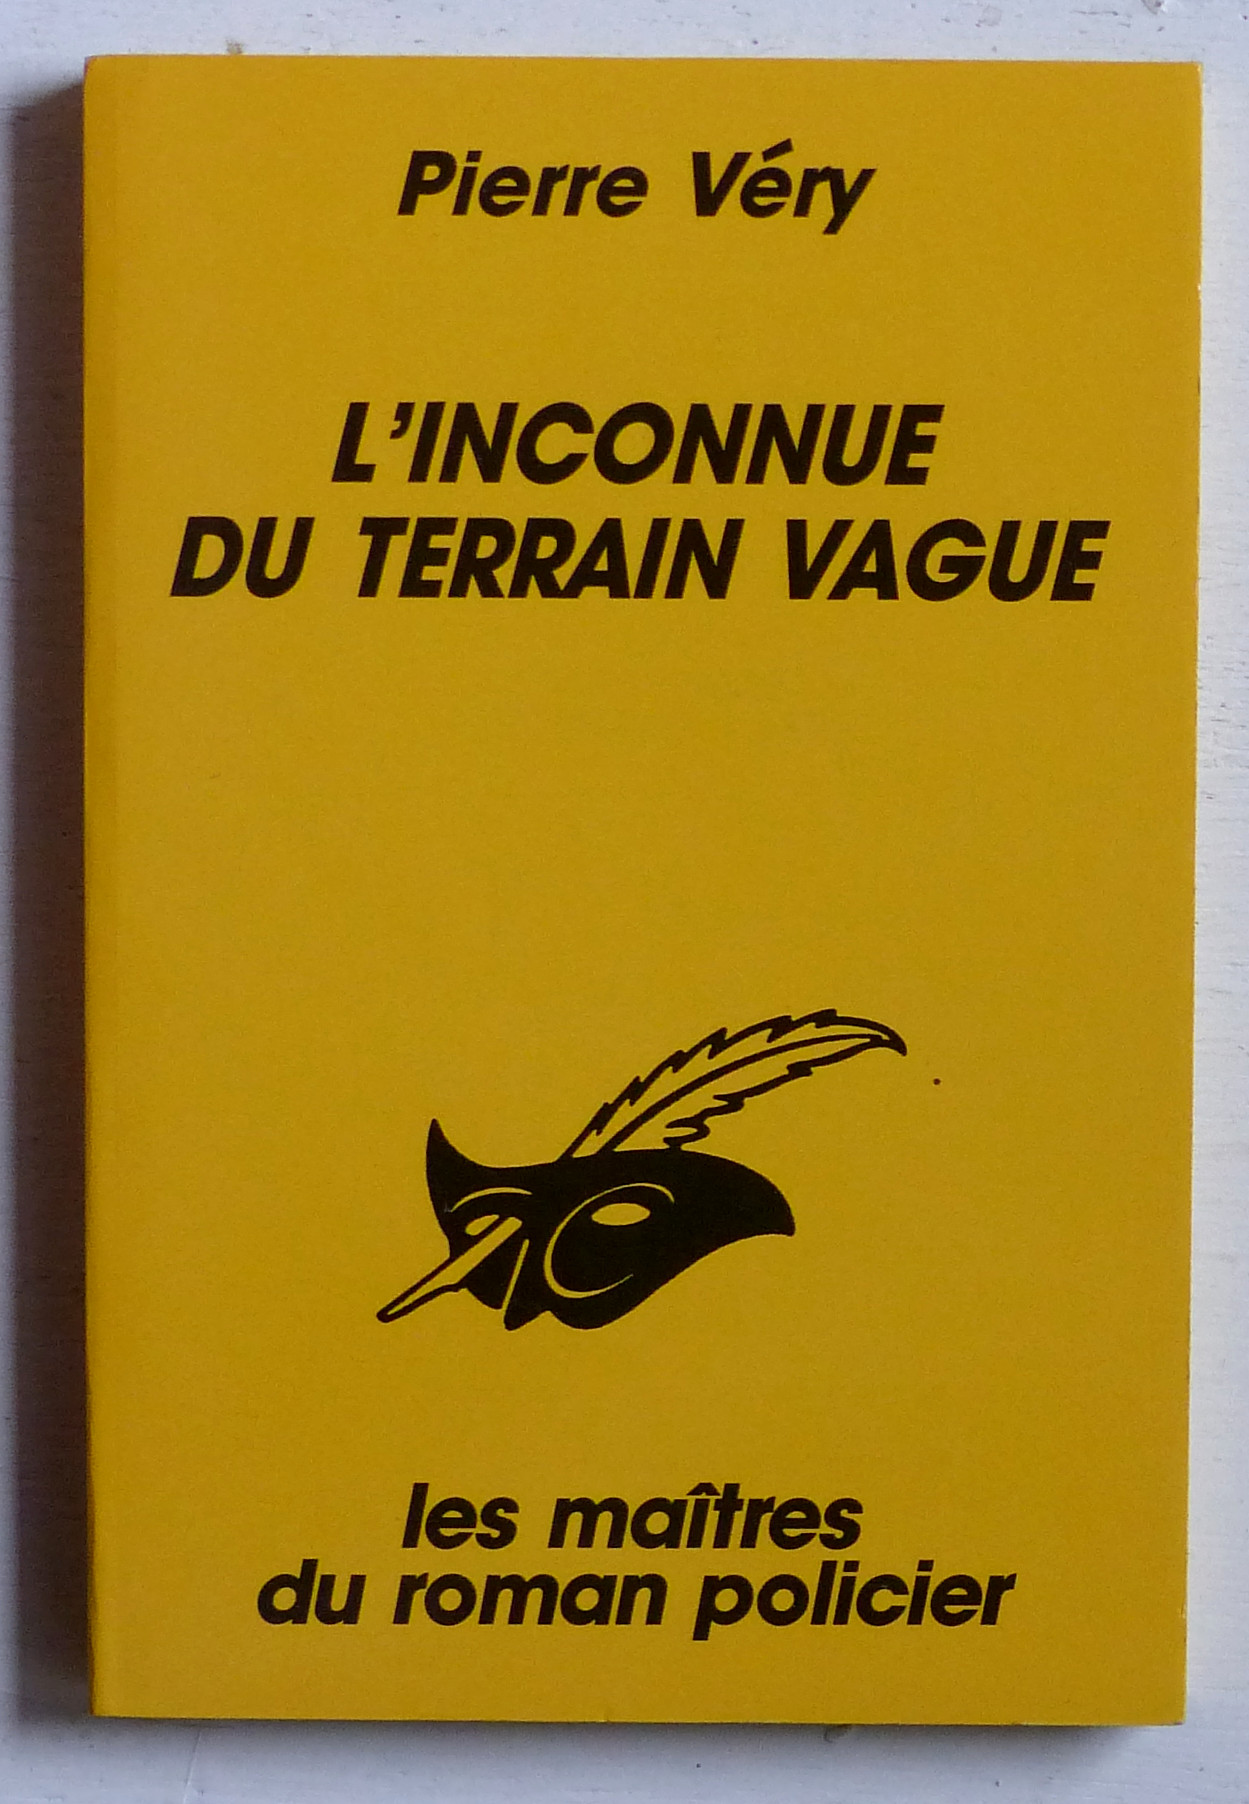 Pierre Véry
L'INCONNUE
DU TERRAIN VAGUE
les maîtres
du roman policier